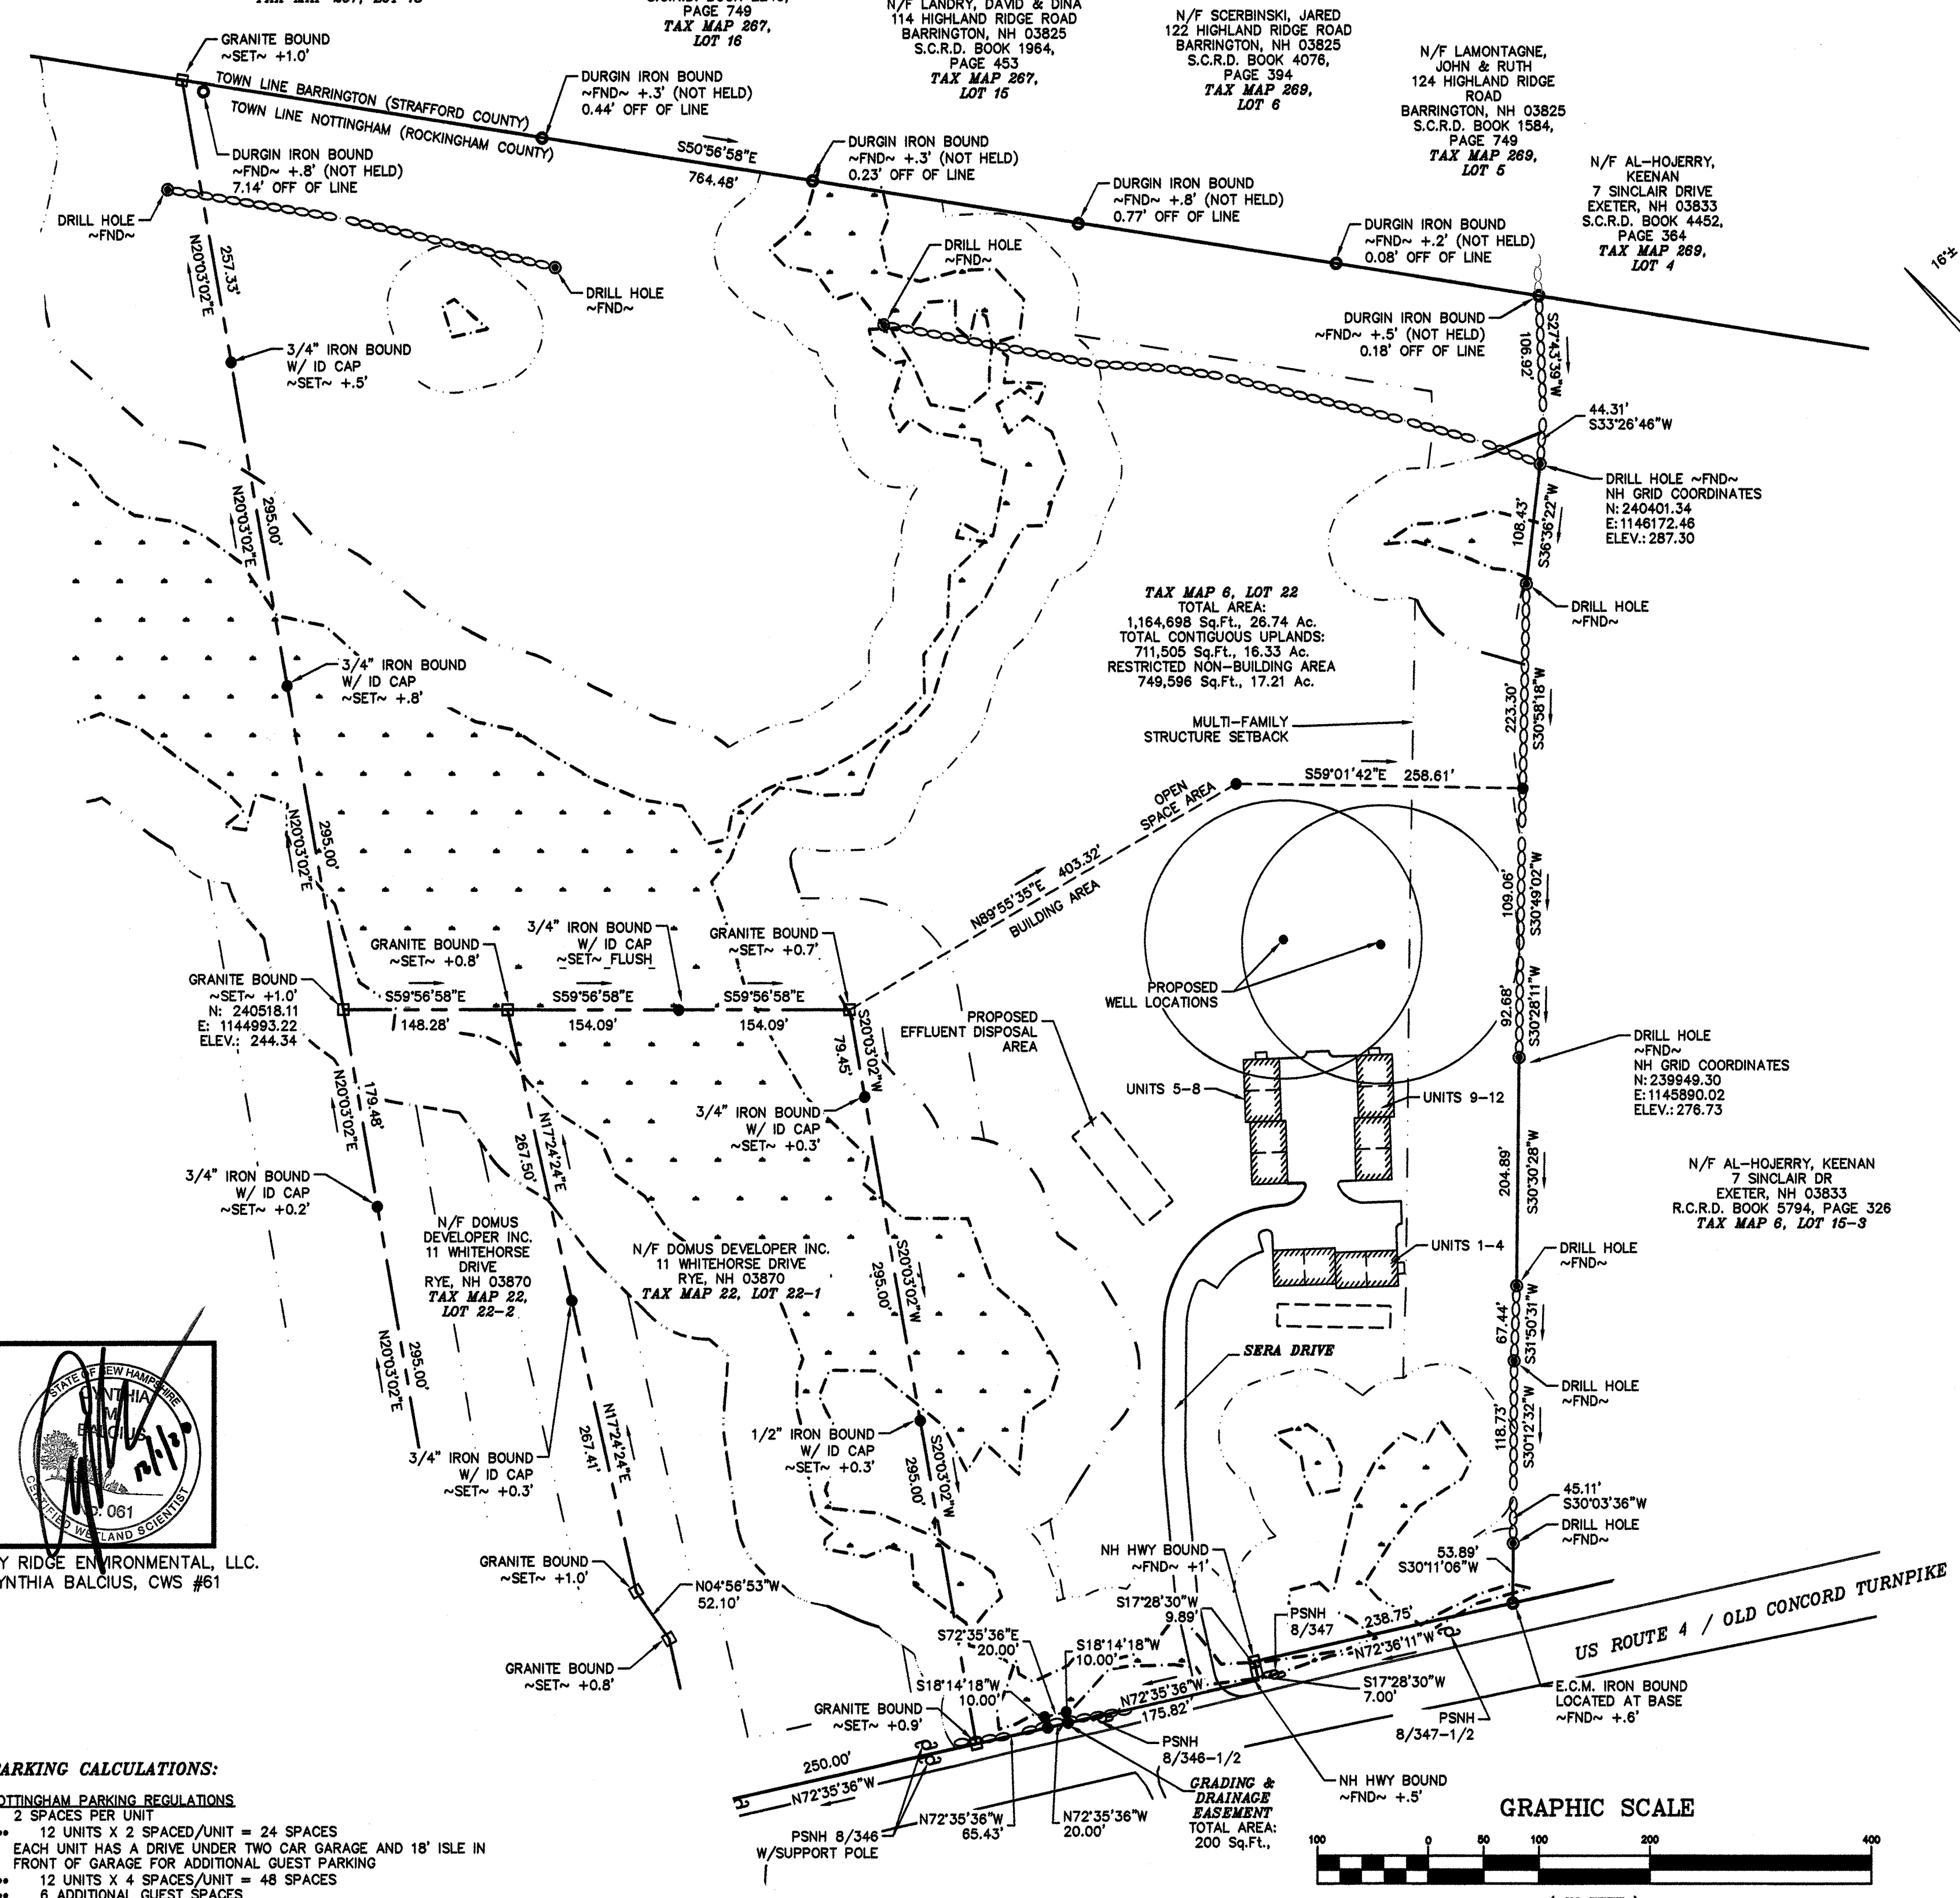 PAGE 749
TAX MAP 267,
LOT 16
N/F LANDRY, DAVID & DINA
114 HIGHLAND RIDGE ROAD
BARRINGTON, NH 03825
S.C.R.D. BOOK 1964,
PAGE 453
TAX MAP 267,
LOT 15
N/F SCERBINSKI, JARED
122 HIGHLAND RIDGE ROAD
BARRINGTON, NH 03825
S.C.R.D. BOOK 4076,
PAGE 394
TAX MAP 269,
LOT 6
N/F LAMONTAGNE,
JOHN & RUTH
124 HIGHLAND RIDGE
ROAD
BARRINGTON, NH 03825
S.C.R.D. BOOK 1584,
PAGE 749
TAX MAP 269,
LOT 5
N/F AL-HOJERRY,
KEENAN
7 SINCLAIR DRIVE
EXETER, NH 03833
S.C.R.D. BOOK 4452,
PAGE 364
TAX MAP 269,
LOT 4
16'±
GRANITE BOUND
~SET~ +1.0'
TOWN LINE BARRINGTON (STRAFFORD COUNTY)
TOWN LINE NOTTINGHAM (ROCKINGHAM COUNTY)
DURGIN IRON BOUND
~FND~ +.3' (NOT HELD)
0.44' OFF OF LINE
DURGIN IRON BOUND
~FND~ +.8' (NOT HELD)
7.14' OFF OF LINE
S50°56'58"E
764.48'
DURGIN IRON BOUND
~FND~ +.3' (NOT HELD)
0.23' OFF OF LINE
DURGIN IRON BOUND
~FND~ +.8' (NOT HELD)
0.77' OFF OF LINE
DURGIN IRON BOUND
~FND~ +.2' (NOT HELD)
0.08' OFF OF LINE
DURGIN IRON BOUND
~FND~ +.5' (NOT HELD)
0.18' OFF OF LINE
DRILL HOLE
~FND~
DRILL HOLE
~FND~
DRILL HOLE
~FND~
257.33'
N20°03'02"E
3/4" IRON BOUND
W/ ID CAP
~SET~ +.5'
S27°43'39"W
106.92'
44.31'
S33°26'46"W
DRILL HOLE ~FND~
NH GRID COORDINATES
N: 240401.34
E: 1146172.46
ELEV.: 287.30
108.43'
S36°36'22"W
DRILL HOLE
~FND~
295.00'
N20°03'02"E
3/4" IRON BOUND
W/ ID CAP
~SET~ +.8'
TAX MAP 6, LOT 22
TOTAL AREA:
1,164,698 Sq.Ft., 26.74 Ac.
TOTAL CONTIGUOUS UPLANDS:
711,505 Sq.Ft., 16.33 Ac.
RESTRICTED NON-BUILDING AREA
749,596 Sq.Ft., 17.21 Ac.
MULTI-FAMILY
STRUCTURE SETBACK
223.30'
S30°58'18"W
S59°01'42"E 258.61'
OPEN
SPACE AREA
N89°55'35"E 403.32'
BUILDING AREA
295.00'
N20°03'02"E
109.06'
S30°49'02"W
92.68'
S30°28'11"W
PROPOSED
WELL LOCATIONS
GRANITE BOUND
~SET~ +1.0'
N: 240518.11
E: 1144993.22
ELEV.: 244.34
GRANITE BOUND
~SET~ +0.8'
3/4" IRON BOUND
W/ ID CAP
~SET~ FLUSH
GRANITE BOUND
~SET~ +0.7'
S59°56'58"E
148.28'
S59°56'58"E
154.09'
S59°56'58"E
154.09'
S20°03'02"W
79.45'
3/4" IRON BOUND
W/ ID CAP
~SET~ +0.3'
PROPOSED
EFFLUENT DISPOSAL
AREA
UNITS 5-8
UNITS 9-12
UNITS 1-4
DRILL HOLE
~FND~
NH GRID COORDINATES
N: 239949.30
E: 1145890.02
ELEV.: 276.73
204.89'
S30°30'28"W
N/F AL-HOJERRY, KEENAN
7 SINCLAIR DR
EXETER, NH 03833
R.C.R.D. BOOK 5794, PAGE 326
TAX MAP 6, LOT 15-3
179.48'
N20°03'02"E
3/4" IRON BOUND
W/ ID CAP
~SET~ +0.2'
N17°24'24"E
267.50'
N/F DOMUS
DEVELOPER INC.
11 WHITEHORSE
DRIVE
RYE, NH 03870
TAX MAP 22,
LOT 22-2
N/F DOMUS DEVELOPER INC.
11 WHITEHORSE DRIVE
RYE, NH 03870
TAX MAP 22, LOT 22-1
S20°03'02"W
295.00'
DRILL HOLE
~FND~
67.44'
S31°50'31"W
SERA DRIVE
DRILL HOLE
~FND~
118.73'
S30°12'32"W
295.00'
N20°03'02"E
N17°24'24"E
267.41'
3/4" IRON BOUND
W/ ID CAP
~SET~ +0.3'
1/2" IRON BOUND
W/ ID CAP
~SET~ +0.3'
S20°03'02"W
295.00'
45.11'
S30°03'36"W
DRILL HOLE
~FND~
53.89'
S30°11'06"W
STATE OF NEW HAMPSHIRE
CYNTHIA
M.
BALCIUS
061
CERTIFIED WETLAND SCIENTIST
Y RIDGE ENVIRONMENTAL, LLC.
YNTHIA BALCIUS, CWS #61
GRANITE BOUND
~SET~ +1.0'
N04°56'53"W
52.10'
GRANITE BOUND
~SET~ +0.8'
NH HWY BOUND
~FND~ +1'
S17°28'30"W
9.89'
PSNH
8/347
238.75'
N72°36'11"W
US ROUTE 4 / OLD CONCORD TURNPIKE
S72°35'36"E
20.00'
S18°14'18"W
10.00'
S18°14'18"W
10.00'
GRANITE BOUND
~SET~ +0.9'
N72°35'36"W
175.82'
S17°28'30"W
7.00'
PSNH
8/347-1/2
E.C.M. IRON BOUND
LOCATED AT BASE
~FND~ +.6'
PSNH
8/346-1/2
NH HWY BOUND
~FND~ +.5'
250.00'
N72°35'36"W
PSNH 8/346
W/SUPPORT POLE
N72°35'36"W
65.43'
N72°35'36"W
20.00'
GRADING &
DRAINAGE
EASEMENT
TOTAL AREA:
200 Sq.Ft.,
PARKING CALCULATIONS:
OTTINGHAM PARKING REGULATIONS
2 SPACES PER UNIT
12 UNITS X 2 SPACED/UNIT = 24 SPACES
EACH UNIT HAS A DRIVE UNDER TWO CAR GARAGE AND 18' ISLE IN
FRONT OF GARAGE FOR ADDITIONAL GUEST PARKING
12 UNITS X 4 SPACES/UNIT = 48 SPACES
6 ADDITIONAL GUEST SPACES
GRAPHIC SCALE
100 0 50 100 200 400